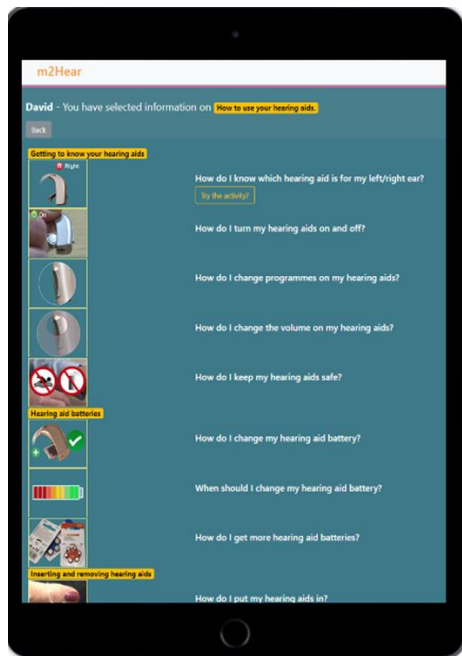 m2Hear
David - You have selected information on How to use your hearing aids.
Back
Getting to know your hearing aids
Right
How do I know which hearing aid is for my left/right ear?
Try the activity?
On
How do I turn my hearing aids on and off?
How do I change programmes on my hearing aids?
How do I change the volume on my hearing aids?
How do I keep my hearing aids safe?
Hearing aid batteries
How do I change my hearing aid battery?
When should I change my hearing aid battery?
How do I get more hearing aid batteries?
Inserting and removing hearing aids
How do I put my hearing aids in?